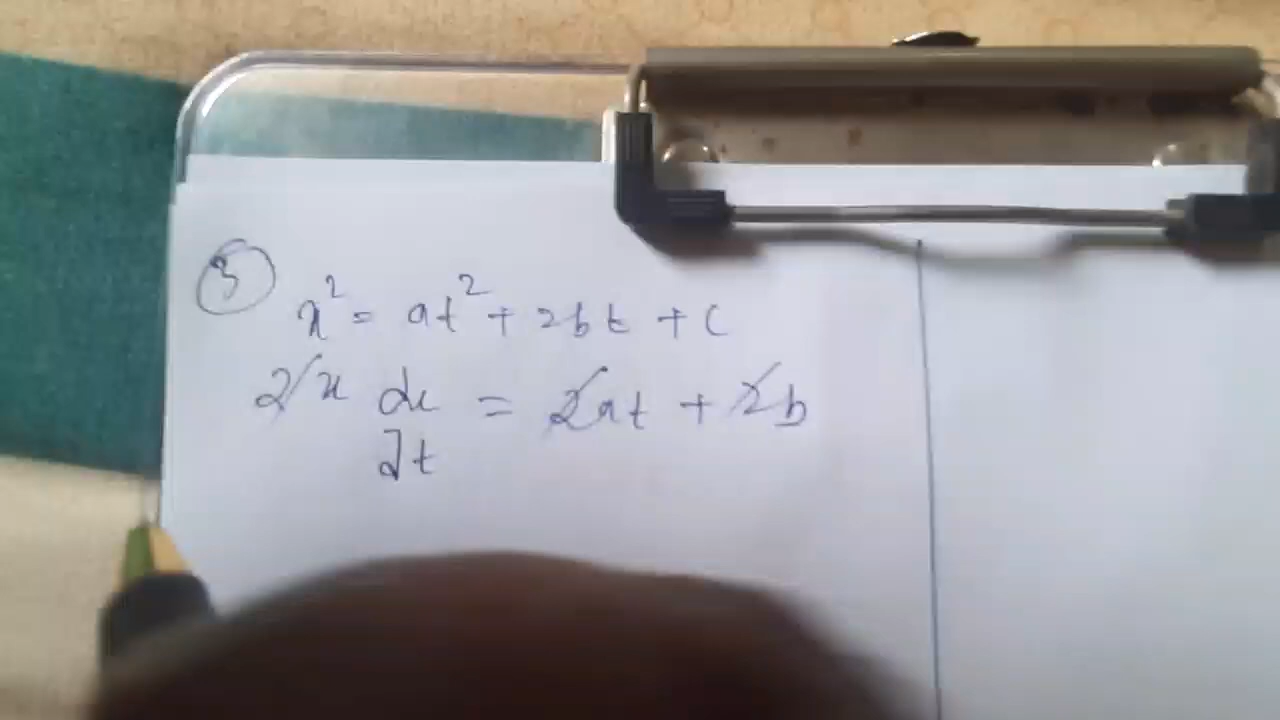 3
x² = at² + 2bt + c
2x dx/dt = 2at + 2b